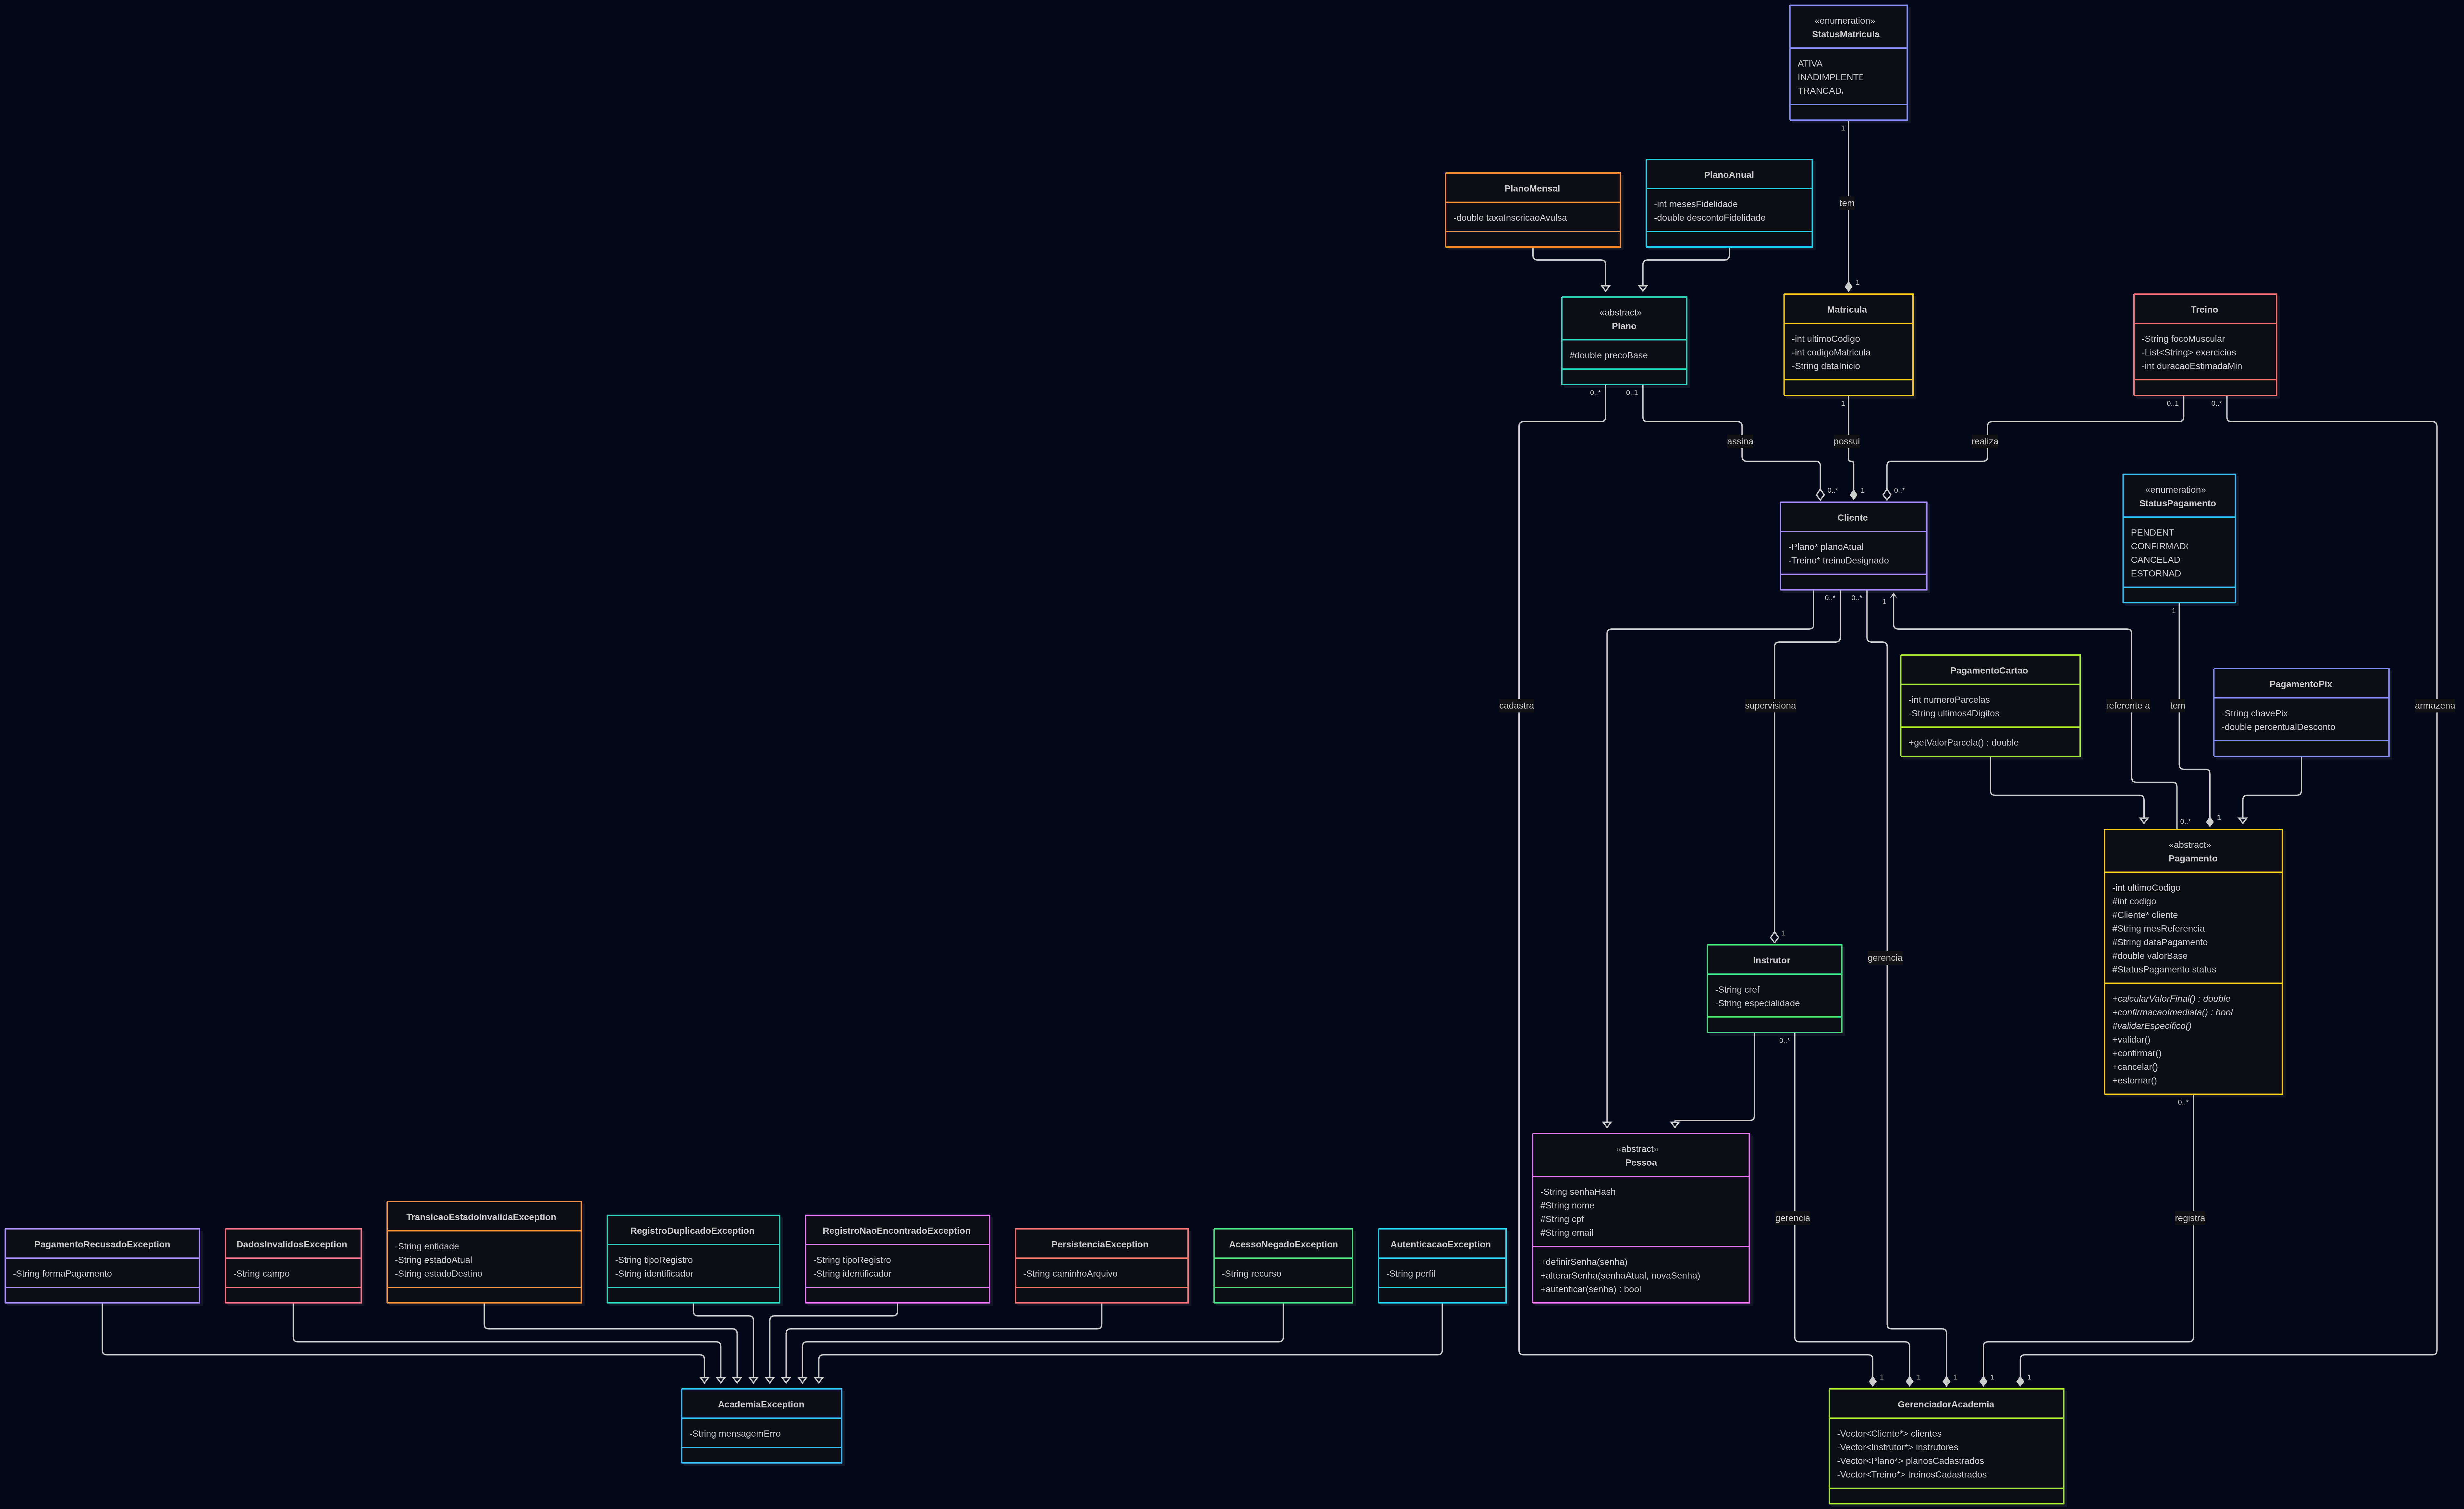 «enumeration»
StatusMatricula
ATIVA
INADIMPLENTE
TRANCADA
1
tem
1
PlanoMensal
-double taxaInscricaoAvulsa
PlanoAnual
-int mesesFidelidade
-double descontoFidelidade
«abstract»
Plano
#double precoBase
0..*
0..1
Matricula
-int ultimoCodigo
-int codigoMatricula
-String dataInicio
1
Treino
-String focoMuscular
-List<String> exercicios
-int duracaoEstimadaMin
0..1
0..*
assina
possui
realiza
0..*
1
0..*
Cliente
-Plano* planoAtual
-Treino* treinoDesignado
0..*
0..*
1
«enumeration»
StatusPagamento
PENDENT
CONFIRMADO
CANCELAD
ESTORNAD
1
PagamentoCartao
-int numeroParcelas
-String ultimos4Digitos
+getValorParcela() : double
PagamentoPix
-String chavePix
-double percentualDesconto
cadastra
supervisiona
referente a
tem
armazena
0..*
1
«abstract»
Pagamento
-int ultimoCodigo
#int codigo
#Cliente* cliente
#String mesReferencia
#String dataPagamento
#double valorBase
#StatusPagamento status
+calcularValorFinal() : double
+confirmacaoImediata() : bool
#validarEspecifico()
+validar()
+confirmar()
+cancelar()
+estornar()
0..*
1
Instrutor
-String cref
-String especialidade
0..*
gerencia
«abstract»
Pessoa
-String senhaHash
#String nome
#String cpf
#String email
+definirSenha(senha)
+alterarSenha(senhaAtual, novaSenha)
+autenticar(senha) : bool
gerencia
registra
PagamentoRecusadoException
-String formaPagamento
DadosInvalidosException
-String campo
TransicaoEstadoInvalidaException
-String entidade
-String estadoAtual
-String estadoDestino
RegistroDuplicadoException
-String tipoRegistro
-String identificador
RegistroNaoEncontradoException
-String tipoRegistro
-String identificador
PersistenciaException
-String caminhoArquivo
AcessoNegadoException
-String recurso
AutenticacaoException
-String perfil
AcademiaException
-String mensagemErro
1
1
1
1
1
GerenciadorAcademia
-Vector<Cliente*> clientes
-Vector<Instrutor*> instrutores
-Vector<Plano*> planosCadastrados
-Vector<Treino*> treinosCadastrados